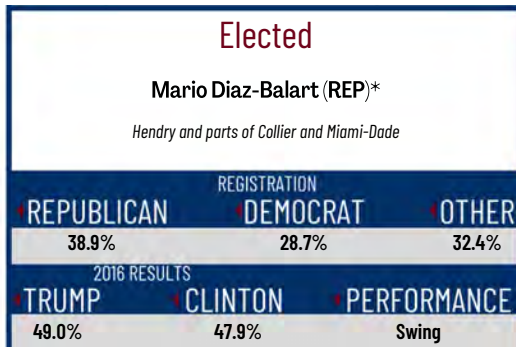 Elected
Mario Diaz-Balart (REP)*
Hendry and parts of Collier and Miami-Dade
REGISTRATION
REPUBLICAN DEMOCRAT OTHER
38.9% 28.7% 32.4%
2016 RESULTS
TRUMP CLINTON PERFORMANCE
49.0% 47.9% Swing